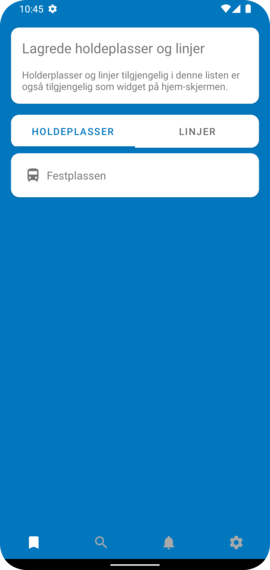 10:45
Lagrede holdeplasser og linjer
Holderplasser og linjer tilgjengelig i denne listen er
også tilgjengelig som widget på hjem-skjermen.
HOLDEPLASSER LINJER
Festplassen